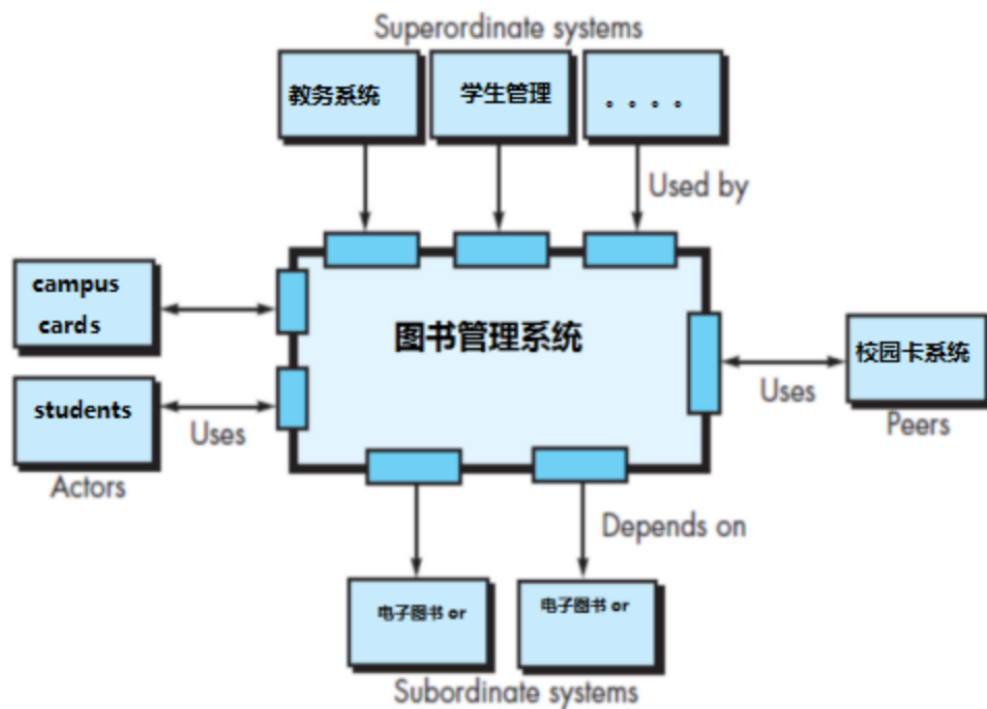 Superordinate systems
教务系统
学生管理
。。。。
Used by
campus
cards
图书管理系统
校园卡系统
students
Uses
Uses
Peers
Actors
Depends on
电子图书 or
电子图书 or
Subordinate systems